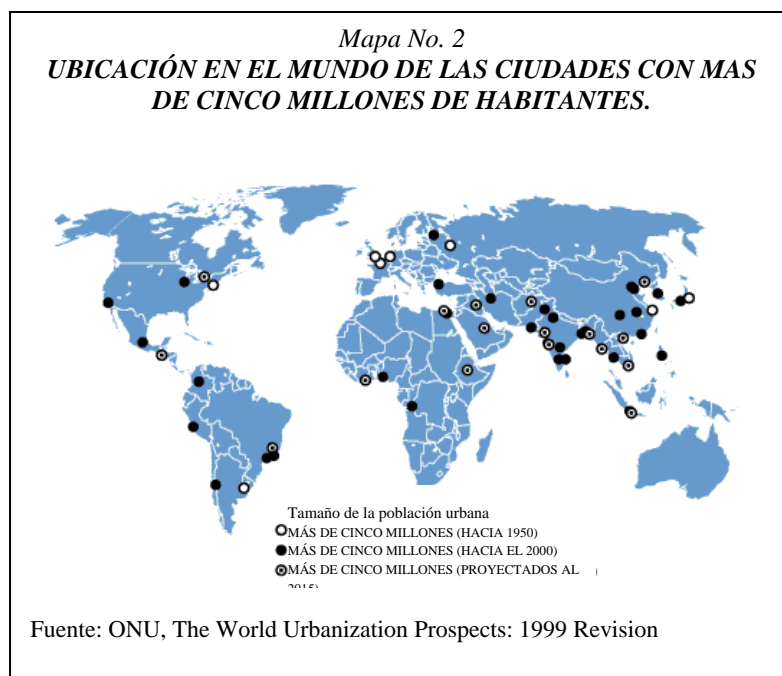 Mapa No. 2
UBICACIÓN EN EL MUNDO DE LAS CIUDADES CON MAS
DE CINCO MILLONES DE HABITANTES.
Tamaño de la población urbana
MÁS DE CINCO MILLONES (HACIA 1950)
MÁS DE CINCO MILLONES (HACIA EL 2000)
MÁS DE CINCO MILLONES (PROYECTADOS AL )
2015)
Fuente: ONU, The World Urbanization Prospects: 1999 Revision